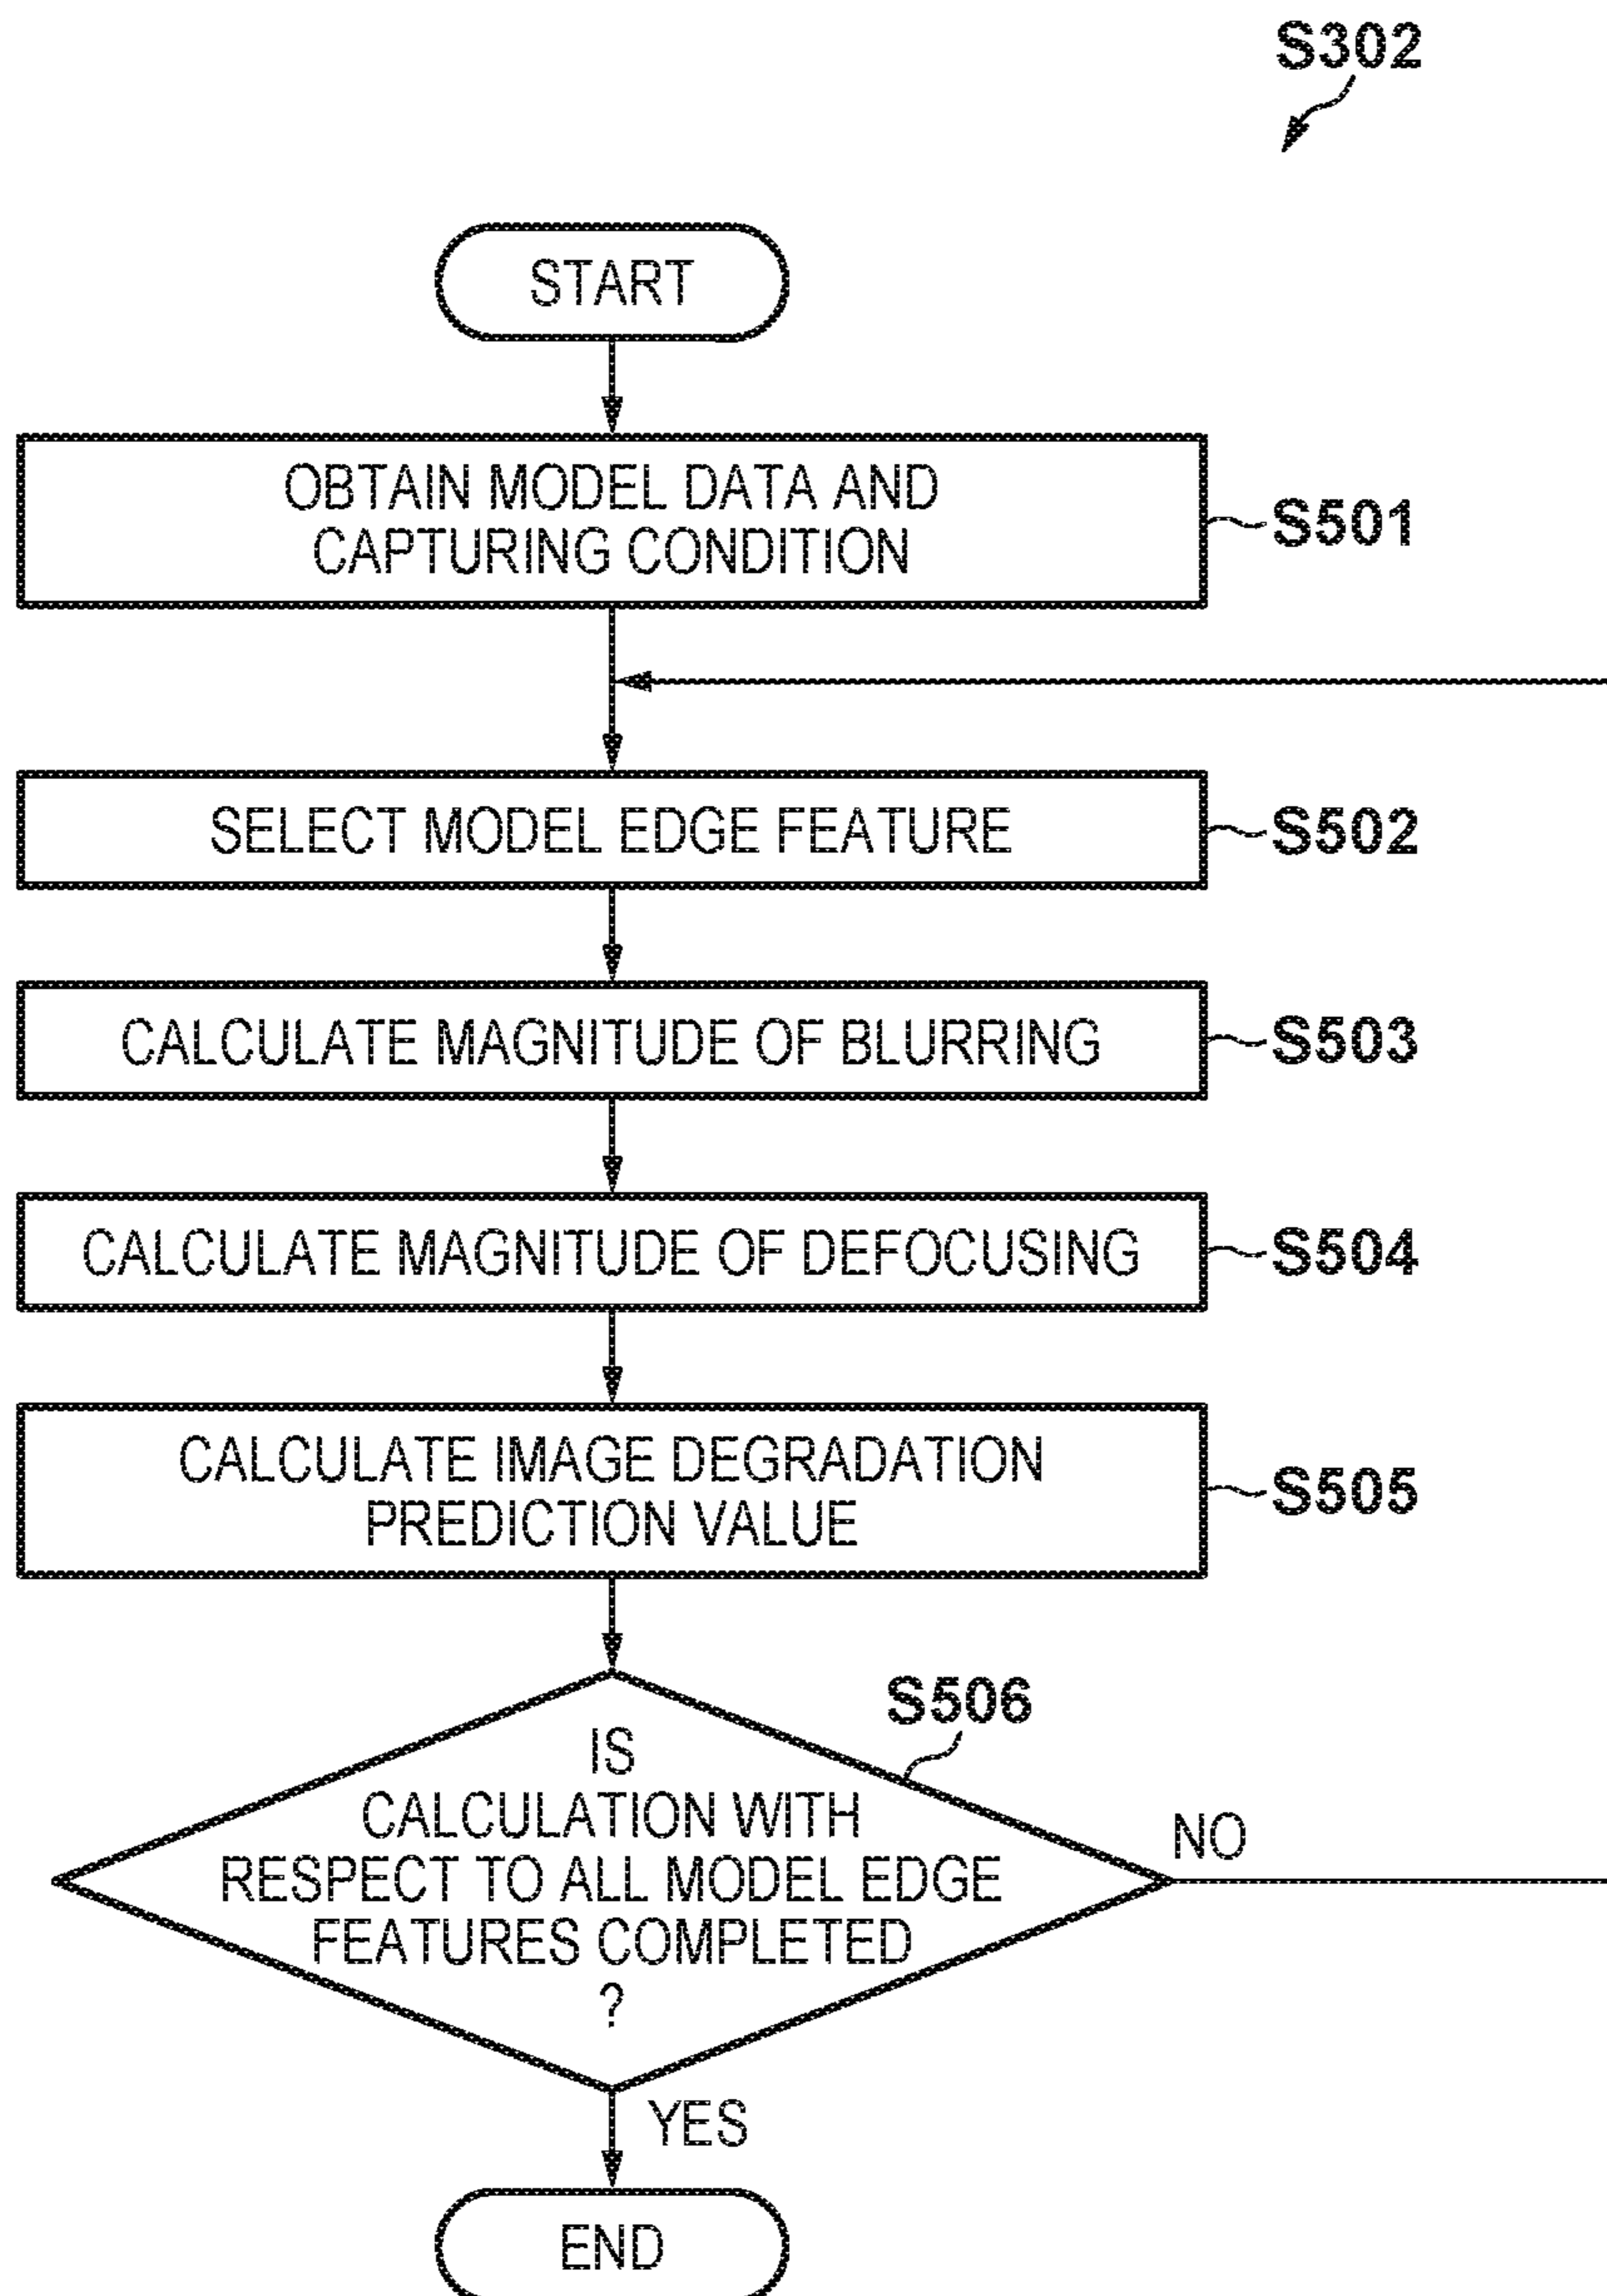 S302
START
OBTAIN MODEL DATA AND
CAPTURING CONDITION
S501
SELECT MODEL EDGE FEATURE
S502
CALCULATE MAGNITUDE OF BLURRING
S503
CALCULATE MAGNITUDE OF DEFOCUSING
S504
CALCULATE IMAGE DEGRADATION
PREDICTION VALUE
S505
S506
IS
CALCULATION WITH
RESPECT TO ALL MODEL EDGE
FEATURES COMPLETED
?
NO
YES
END